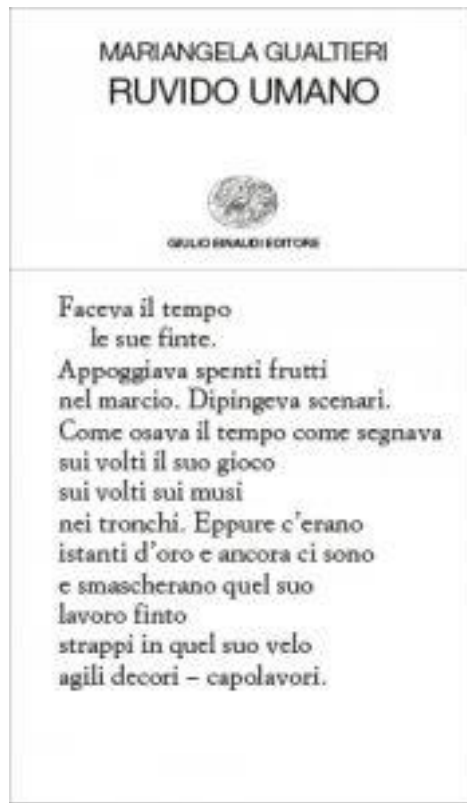 MARIANGELA GUALTIERI
RUVIDO UMANO
GIULIO EINAUDI EDITORE
Faceva il tempo
le sue finte.
Appoggiava spenti frutti
nel marcio. Dipingeva scenari.
Come osava il tempo come segnava
sui volti il suo gioco
sui volti sui musi
nei tronchi. Eppure c'erano
istanti d'oro e ancora ci sono
e smascherano quel suo
lavoro finto
strappi in quel suo velo
agili decori – capolavori.